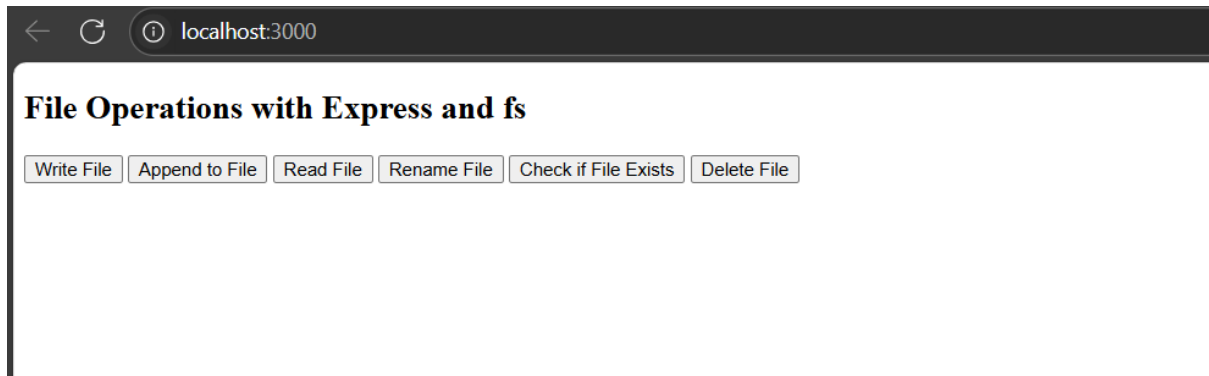 localhost:3000
File Operations with Express and fs
Write File Append to File Read File Rename File Check if File Exists Delete File